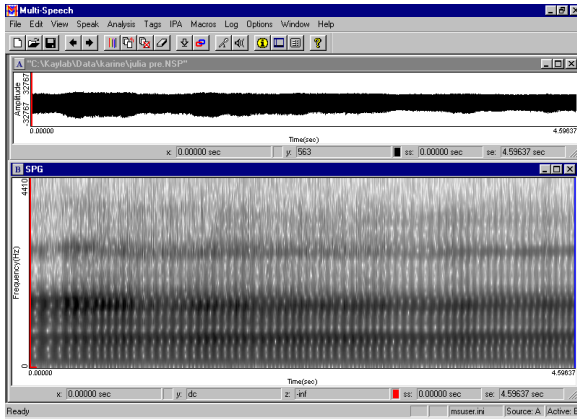 Multi-Speech
File Edit View Speak Analysis Tags IPA Macros Log Options Window Help
A "C:\Kaylab\Data\karine\julia pre.NSP"
Amplitude
-32767 32767
0.00000 4.59637
Time(sec)
x: 0.00000 sec y: 563 ss: 0.00000 sec se: 4.59637 sec
B SPG
Frequency(Hz)
0 4410
0.00000 4.59637
Time(sec)
x: 0.00000 sec y: dc z: -inf ss: 0.00000 sec se: 4.59637 sec
Ready msuser.ini Source: A Active: B